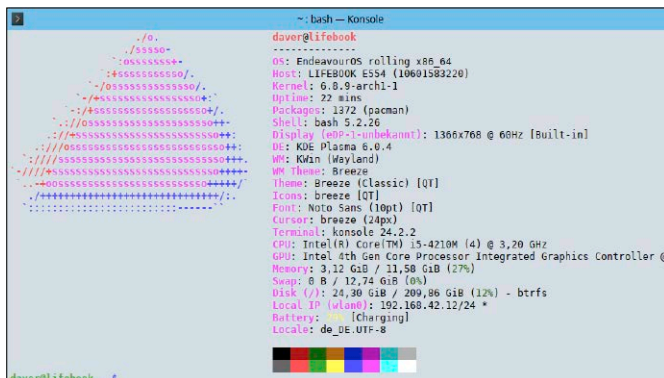 ~ : bash — Konsole
daver@lifebook
--------------
OS: EndeavourOS rolling x86_64
Host: LIFEBOOK E554 (10601583220)
Kernel: 6.8.9-arch1-1
Uptime: 22 mins
Packages: 1372 (pacman)
Shell: bash 5.2.26
Display (eDP-1-unbekannt): 1366x768 @ 60Hz [Built-in]
DE: KDE Plasma 6.0.4
WM: KWin (Wayland)
WM Theme: Breeze
Theme: Breeze (Classic) [QT]
Icons: breeze [QT]
Font: Noto Sans (10pt) [QT]
Cursor: breeze (24px)
Terminal: konsole 24.2.2
CPU: Intel(R) Core(TM) i5-4210M (4) @ 3,20 GHz
GPU: Intel 4th Gen Core Processor Integrated Graphics Controller @
Memory: 3,12 GiB / 11,58 GiB (27%)
Swap: 0 B / 12,74 GiB (0%)
Disk (/): 24,30 GiB / 209,86 GiB (12%) - btrfs
Local IP (wlan0): 192.168.42.12/24 *
Battery: [Charging]
Locale: de_DE.UTF-8